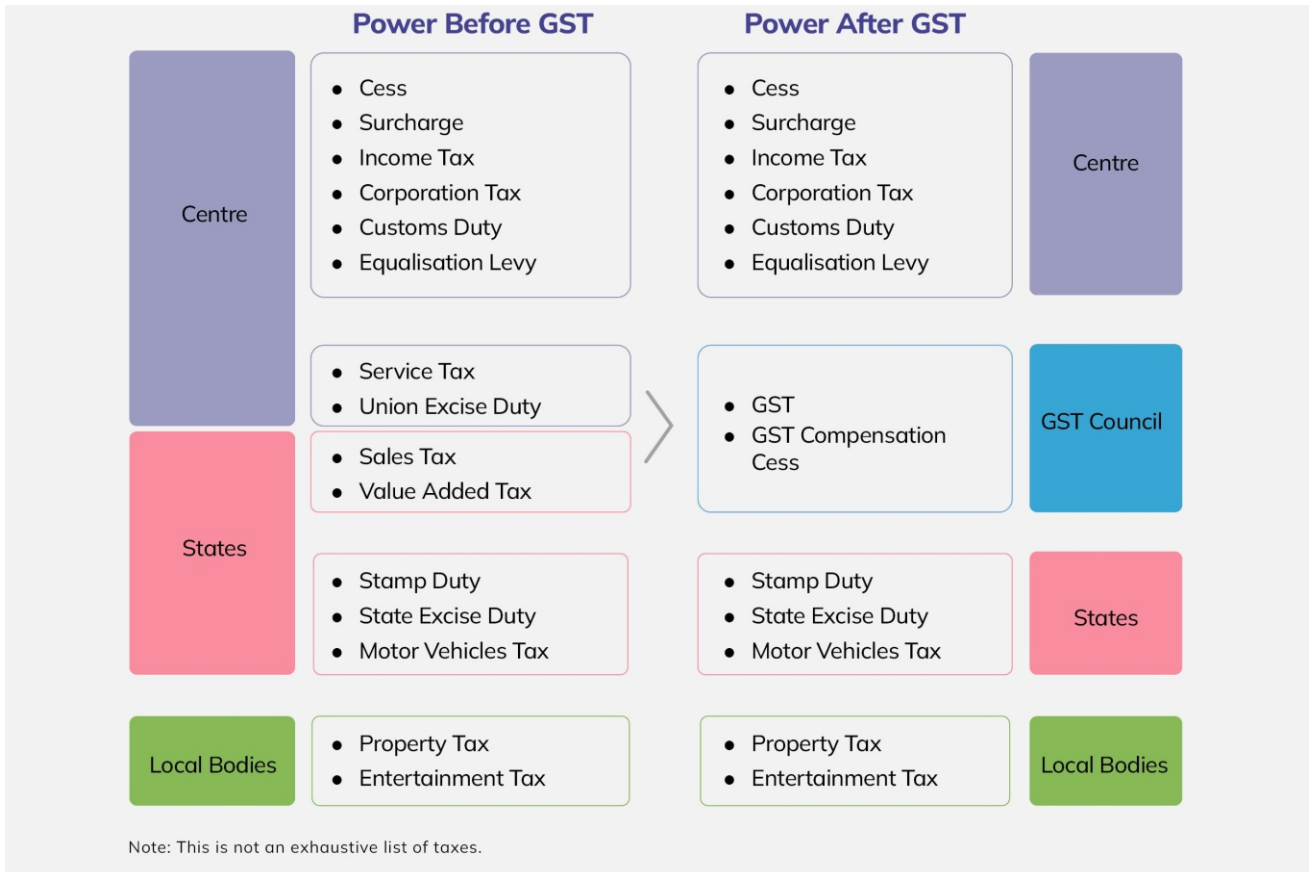 Power Before GST
Power After GST
Centre
● Cess
● Surcharge
● Income Tax
● Corporation Tax
● Customs Duty
● Equalisation Levy
● Cess
● Surcharge
● Income Tax
● Corporation Tax
● Customs Duty
● Equalisation Levy
Centre
● Service Tax
● Union Excise Duty
States
● Sales Tax
● Value Added Tax
● GST
● GST Compensation
Cess
GST Council
● Stamp Duty
● State Excise Duty
● Motor Vehicles Tax
● Stamp Duty
● State Excise Duty
● Motor Vehicles Tax
States
Local Bodies
● Property Tax
● Entertainment Tax
● Property Tax
● Entertainment Tax
Local Bodies
Note: This is not an exhaustive list of taxes.